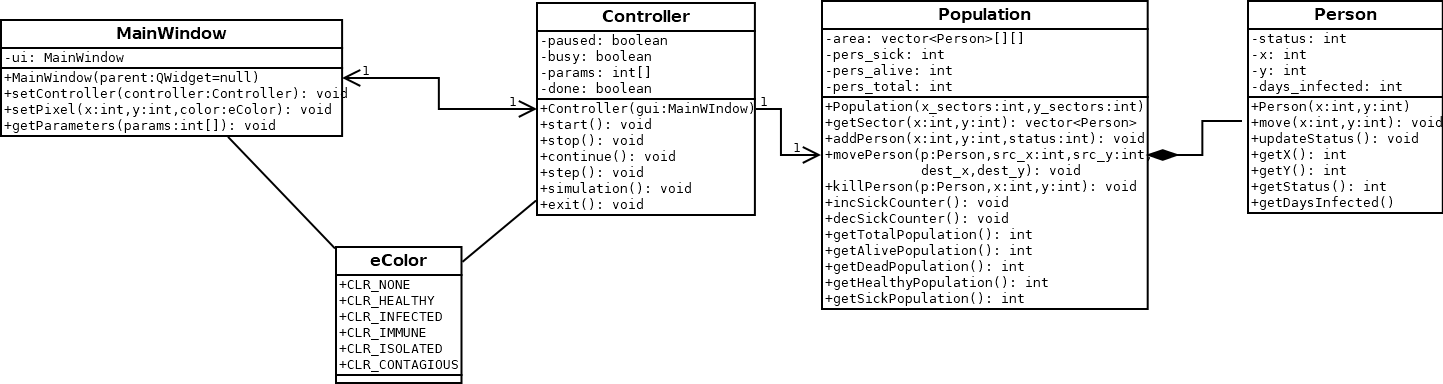 MainWindow
-ui: MainWindow
+MainWindow(parent:QWidget=null)
+setController(controller:Controller): void
+setPixel(x:int,y:int,color:eColor): void
+getParameters(params:int[]): void
1
1
Controller
-paused: boolean
-busy: boolean
-params: int[]
-done: boolean
+Controller(gui:MainWIndow)
+start(): void
+stop(): void
+continue(): void
+step(): void
+simulation(): void
+exit(): void
1
1
Population
-area: vector<Person>[][]
-pers_sick: int
-pers_alive: int
-pers_total: int
+Population(x_sectors:int,y_sectors:int)
+getSector(x:int,y:int): vector<Person>
+addPerson(x:int,y:int,status:int): void
+movePerson(p:Person,src_x:int,src_y:int,
dest_x,dest_y): void
+killPerson(p:Person,x:int,y:int): void
+incSickCounter(): void
+decSickCounter(): void
+getTotalPopulation(): int
+getAlivePopulation(): int
+getDeadPopulation(): int
+getHealthyPopulation(): int
+getSickPopulation(): int
Person
-status: int
-x: int
-y: int
-days_infected: int
+Person(x:int,y:int)
+move(x:int,y:int): void
+updateStatus(): void
+getX(): int
+getY(): int
+getStatus(): int
+getDaysInfected()
eColor
+CLR_NONE
+CLR_HEALTHY
+CLR_INFECTED
+CLR_IMMUNE
+CLR_ISOLATED
+CLR_CONTAGIOUS